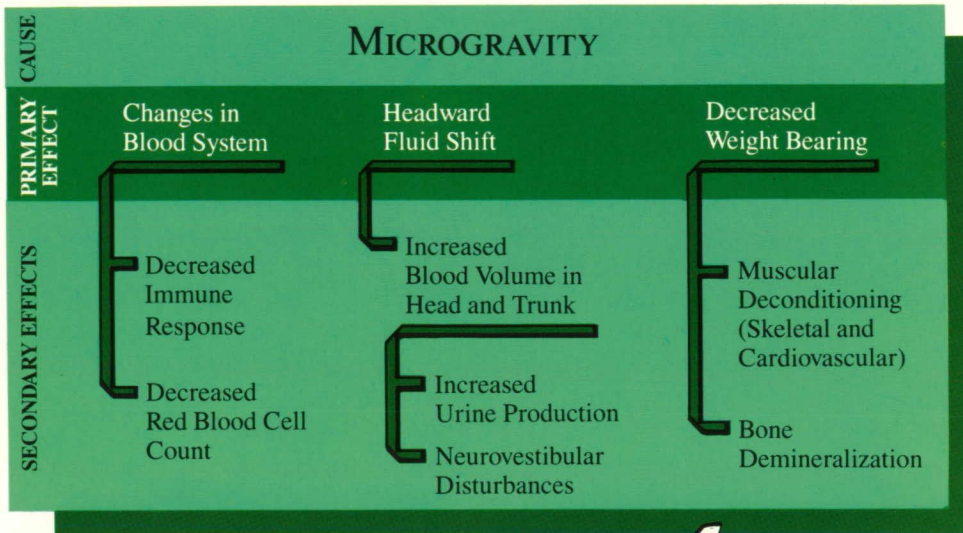 CAUSE
MICROGRAVITY
PRIMARY
EFFECT
Changes in
Blood System
Headward
Fluid Shift
Decreased
Weight Bearing
SECONDARY EFFECTS
Decreased
Immune
Response
Decreased
Red Blood Cell
Count
Increased
Blood Volume in
Head and Trunk
Increased
Urine Production
Neurovestibular
Disturbances
Muscular
Deconditioning
(Skeletal and
Cardiovascular)
Bone
Demineralization